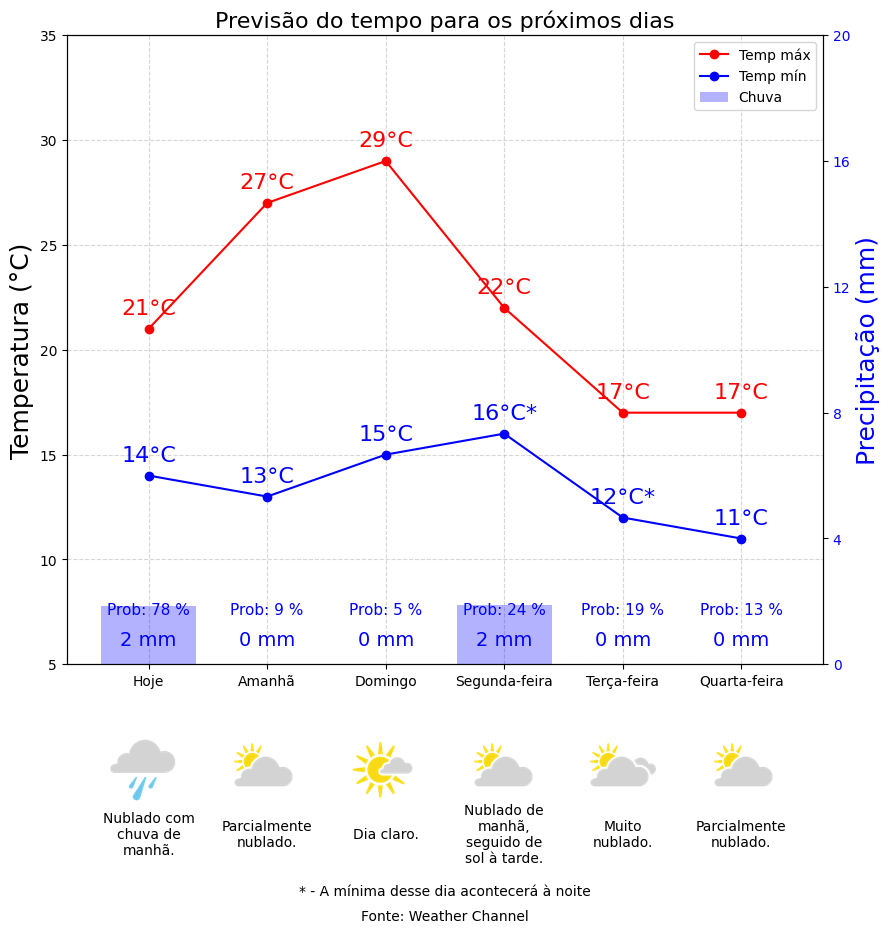 Previsão do tempo para os próximos dias
Temp máx
Temp mín
Chuva
Temperatura (°C)
35
30
25
20
15
10
5
Precipitação (mm)
20
16
12
8
4
0
21°C
27°C
29°C
22°C
17°C
17°C
14°C
13°C
15°C
16°C*
12°C*
11°C
Prob: 78 %
Prob: 9 %
Prob: 5 %
Prob: 24 %
Prob: 19 %
Prob: 13 %
2 mm
0 mm
0 mm
2 mm
0 mm
0 mm
Hoje
Amanhã
Domingo
Segunda-feira
Terça-feira
Quarta-feira
Nublado com
chuva de
manhã.
Parcialmente
nublado.
Dia claro.
Nublado de
manhã,
seguido de
sol à tarde.
Muito
nublado.
Parcialmente
nublado.
* - A mínima desse dia acontecerá à noite
Fonte: Weather Channel